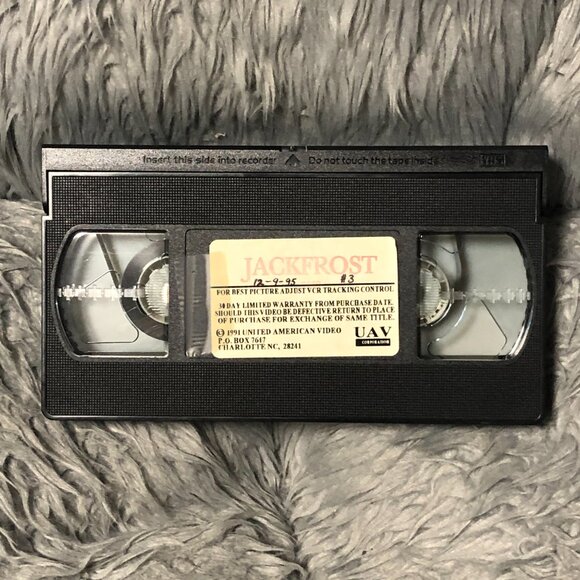 Insert this side into recorder Do not touch the tape inside VHS
JACKFROST
12-9-95 #3
FOR BEST PICTURE ADJUST VCR TRACKING CONTROL
30 DAY LIMITED WARRANTY FROM PURCHASE DATE.
SHOULD THIS VIDEO BE DEFECTIVE RETURN TO PLACE
OF PURCHASE FOR EXCHANGE OF SAME TITLE.
© 1991 UNITED AMERICAN VIDEO
P.O. BOX 7647
CHARLOTTE NC, 28241
UAV
CORPORATION